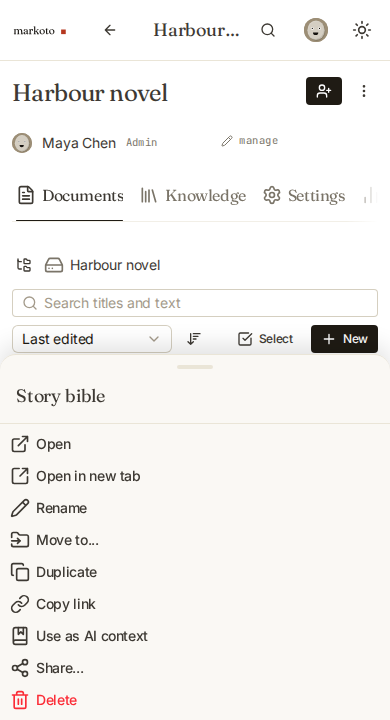 markoto
Harbour...
Harbour novel
Maya Chen Admin
manage
Documents Knowledge Settings
Harbour novel
Search titles and text
Last edited Select New
Story bible
Open
Open in new tab
Rename
Move to...
Duplicate
Copy link
Use as AI context
Share...
Delete